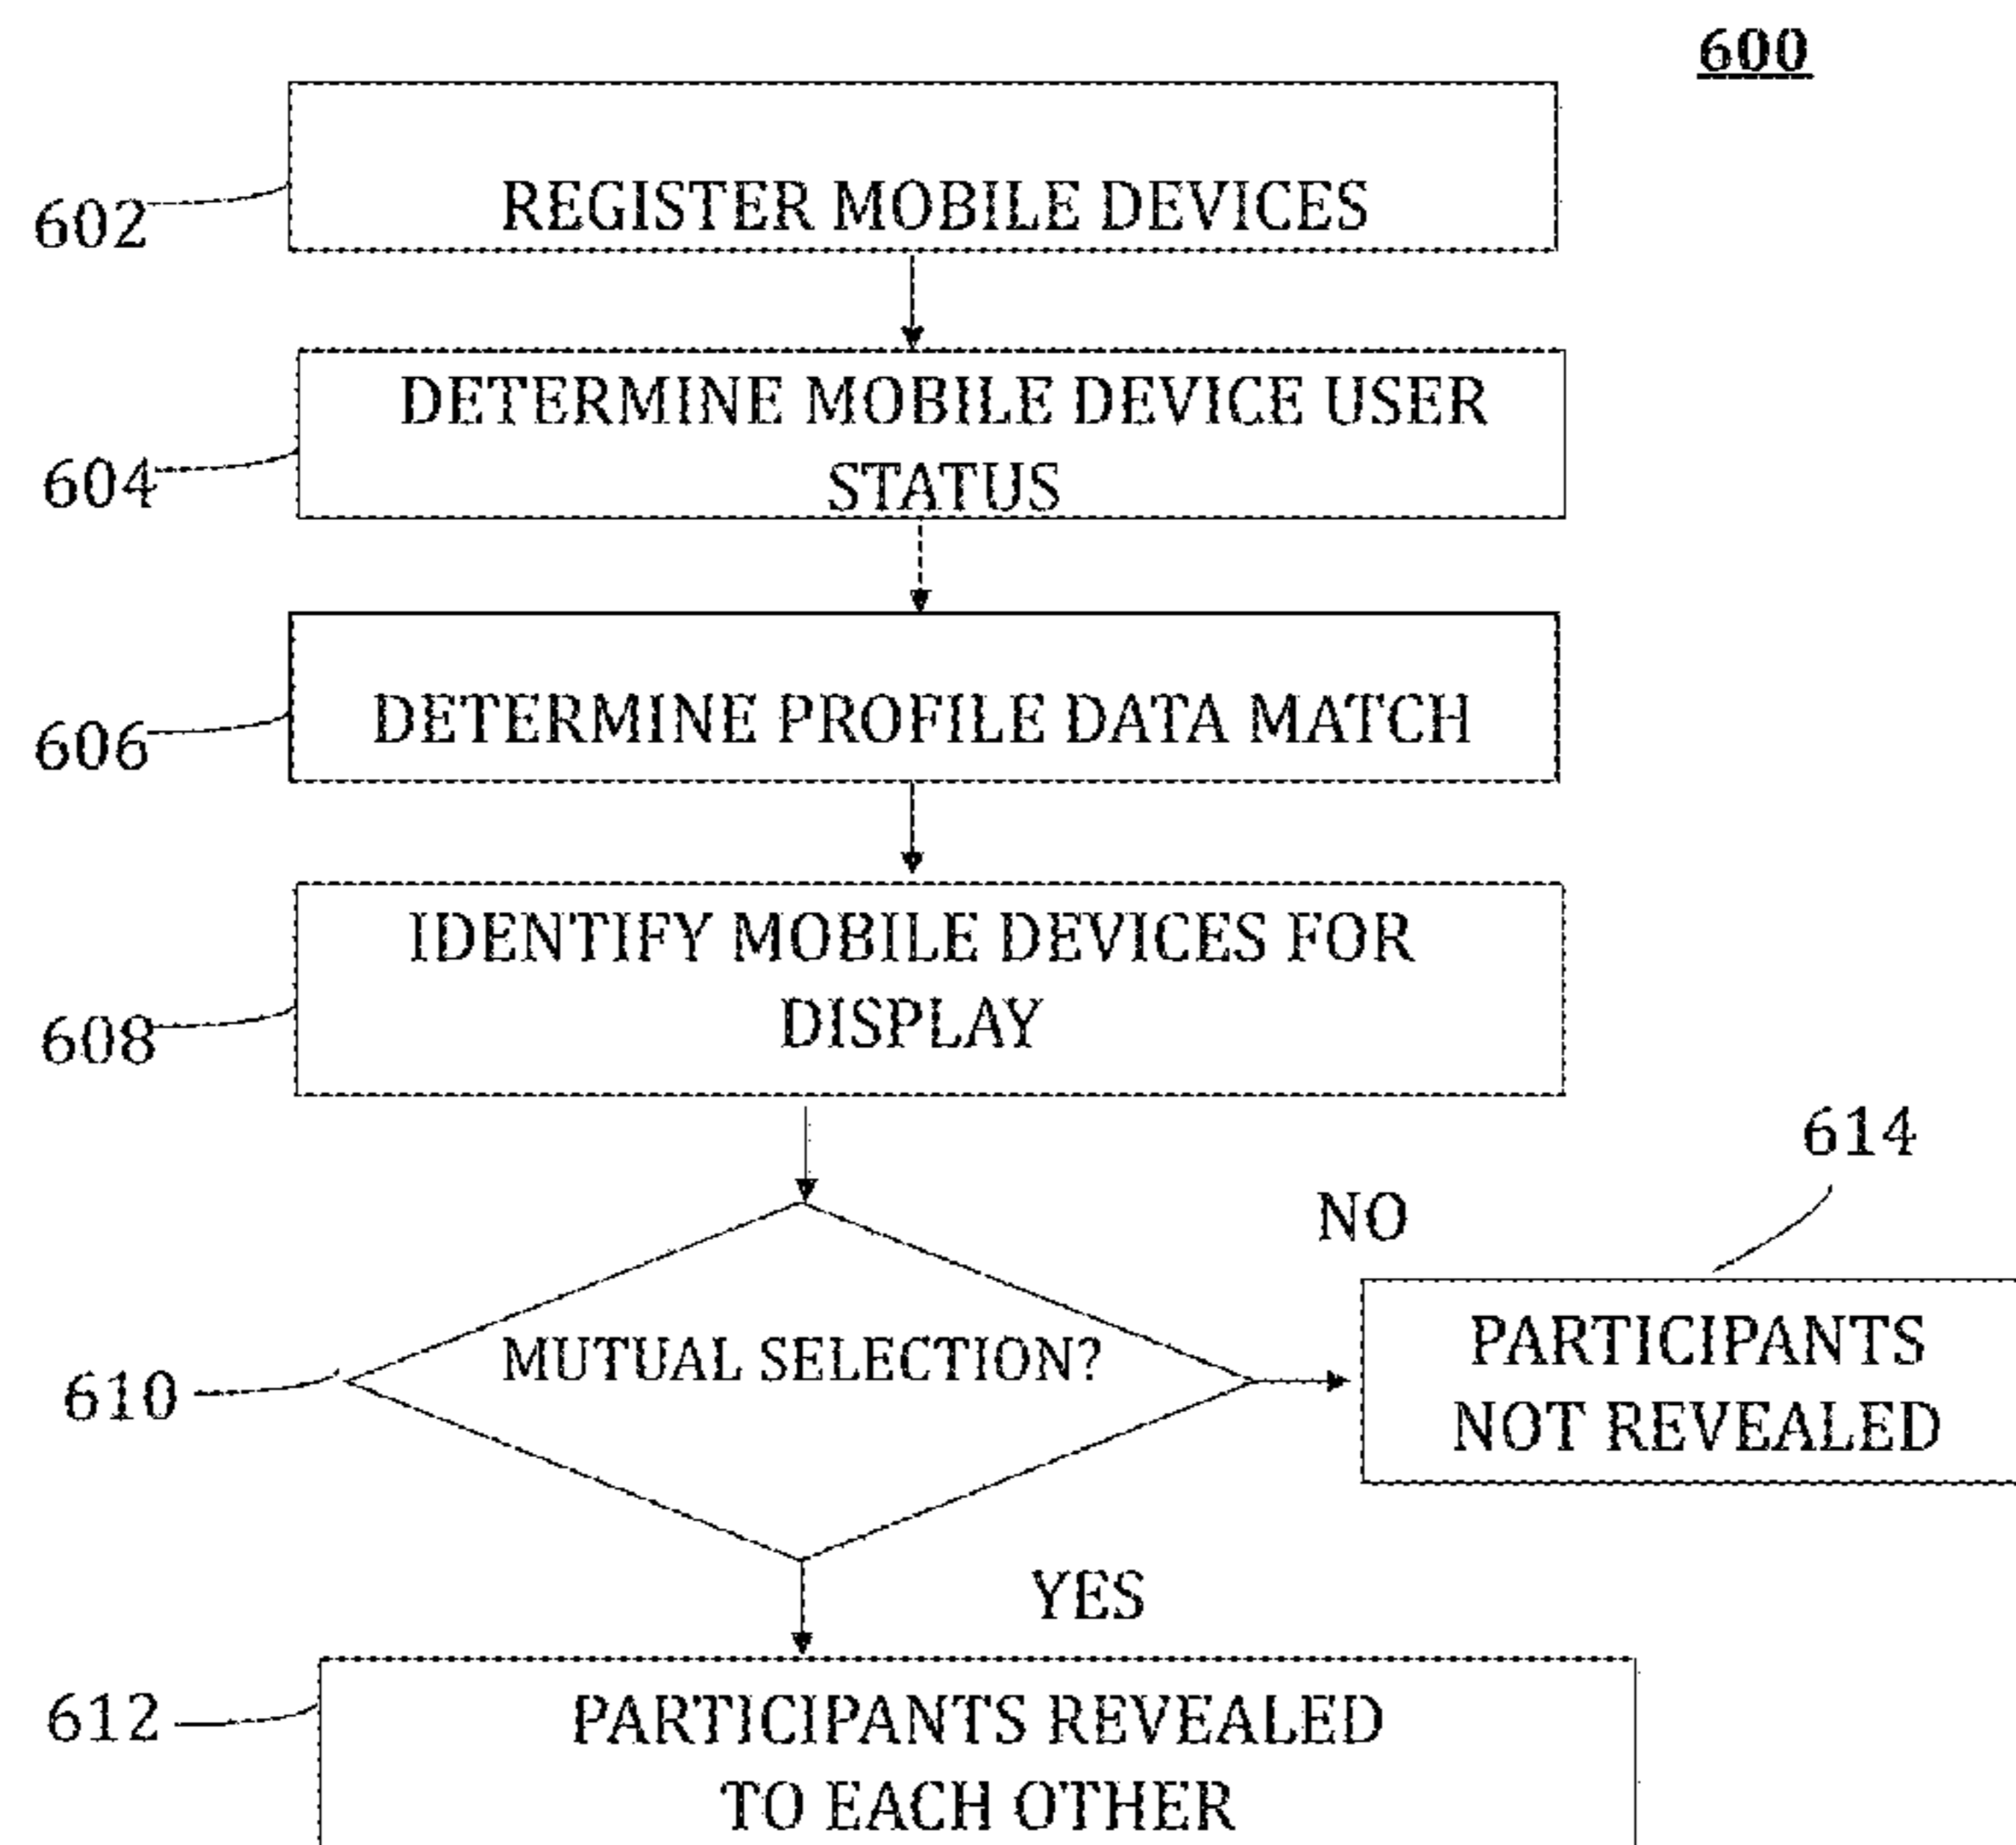 600
602
REGISTER MOBILE DEVICES
DETERMINE MOBILE DEVICE USER
STATUS
604
606
DETERMINE PROFILE DATA MATCH
IDENTIFY MOBILE DEVICES FOR
DISPLAY
608
614
NO
610
MUTUAL SELECTION?
PARTICIPANTS
NOT REVEALED
YES
612
PARTICIPANTS REVEALED
TO EACH OTHER